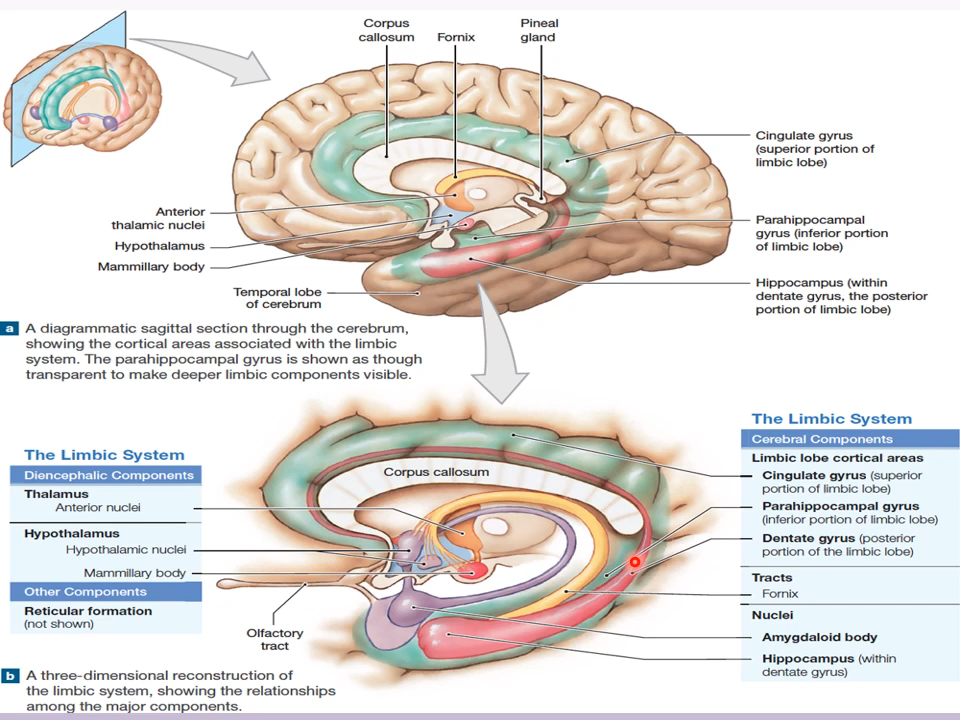 Corpus
callosum
Fornix
Pineal
gland
Cingulate gyrus
(superior portion of
limbic lobe)
Anterior
thalamic nuclei
Hypothalamus
Mammillary body
Parahippocampal
gyrus (inferior portion
of limbic lobe)
Temporal lobe
of cerebrum
Hippocampus (within
dentate gyrus, the posterior
portion of limbic lobe)
a A diagrammatic sagittal section through the cerebrum,
showing the cortical areas associated with the limbic
system. The parahippocampal gyrus is shown as though
transparent to make deeper limbic components visible.
The Limbic System
Diencephalic Components
Thalamus
Anterior nuclei
Hypothalamus
Hypothalamic nuclei
Mammillary body
Other Components
Reticular formation
(not shown)
Corpus callosum
Olfactory
tract
The Limbic System
Cerebral Components
Limbic lobe cortical areas
Cingulate gyrus (superior
portion of limbic lobe)
Parahippocampal gyrus
(inferior portion of limbic lobe)
Dentate gyrus (posterior
portion of the limbic lobe)
Tracts
Fornix
Nuclei
Amygdaloid body
Hippocampus (within
dentate gyrus)
b A three-dimensional reconstruction of
the limbic system, showing the relationships
among the major components.